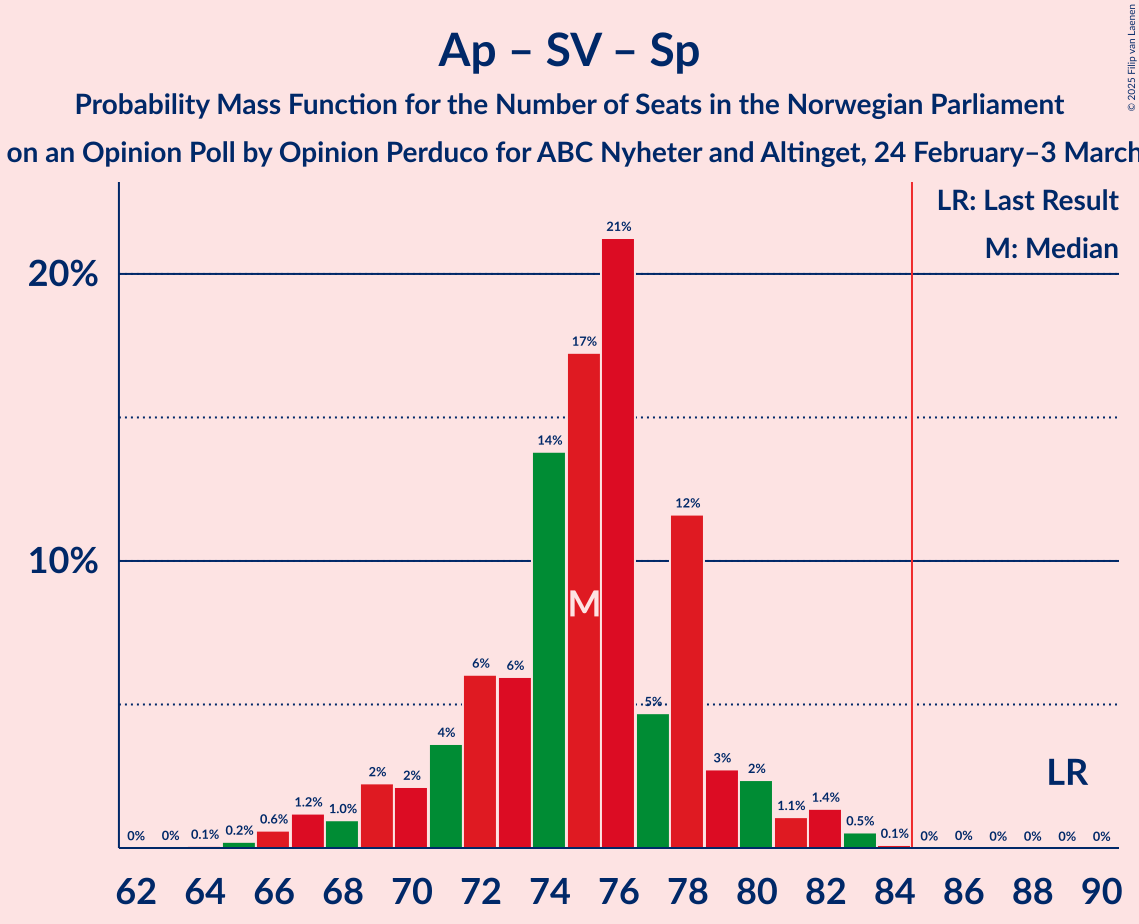 Ap – SV – Sp
Probability Mass Function for the Number of Seats in the Norwegian Parliament
on an Opinion Poll by Opinion Perduco for ABC Nyheter and Altinget, 24 February–3 March
© 2025 Filip van Laenen
LR: Last Result
M: Median
20%
10%
0% 0% 0.1% 0.2% 0.6% 1.2% 1.0% 2% 2% 4% 6% 6% 14% 17% 21% 5% 12% 3% 2% 1.1% 1.4% 0.5% 0.1% 0% 0% 0% 0% 0% 0%
M
LR
62 64 66 68 70 72 74 76 78 80 82 84 86 88 90